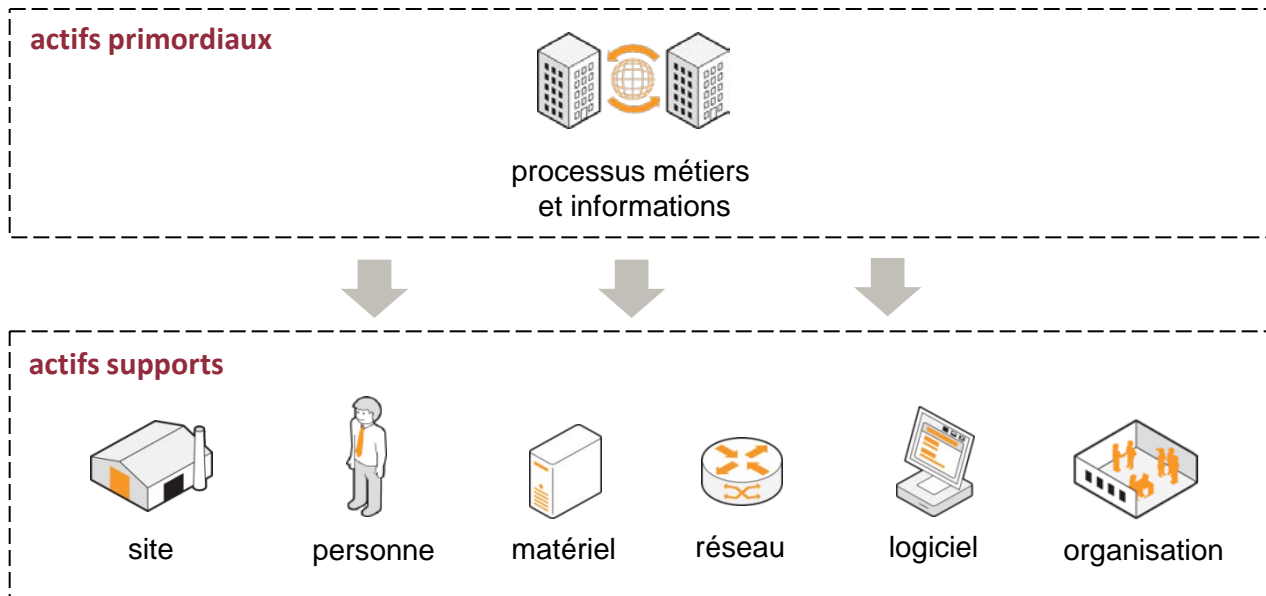 actifs primordiaux
processus métiers
et informations
actifs supports
site
personne
matériel
réseau
logiciel
organisation